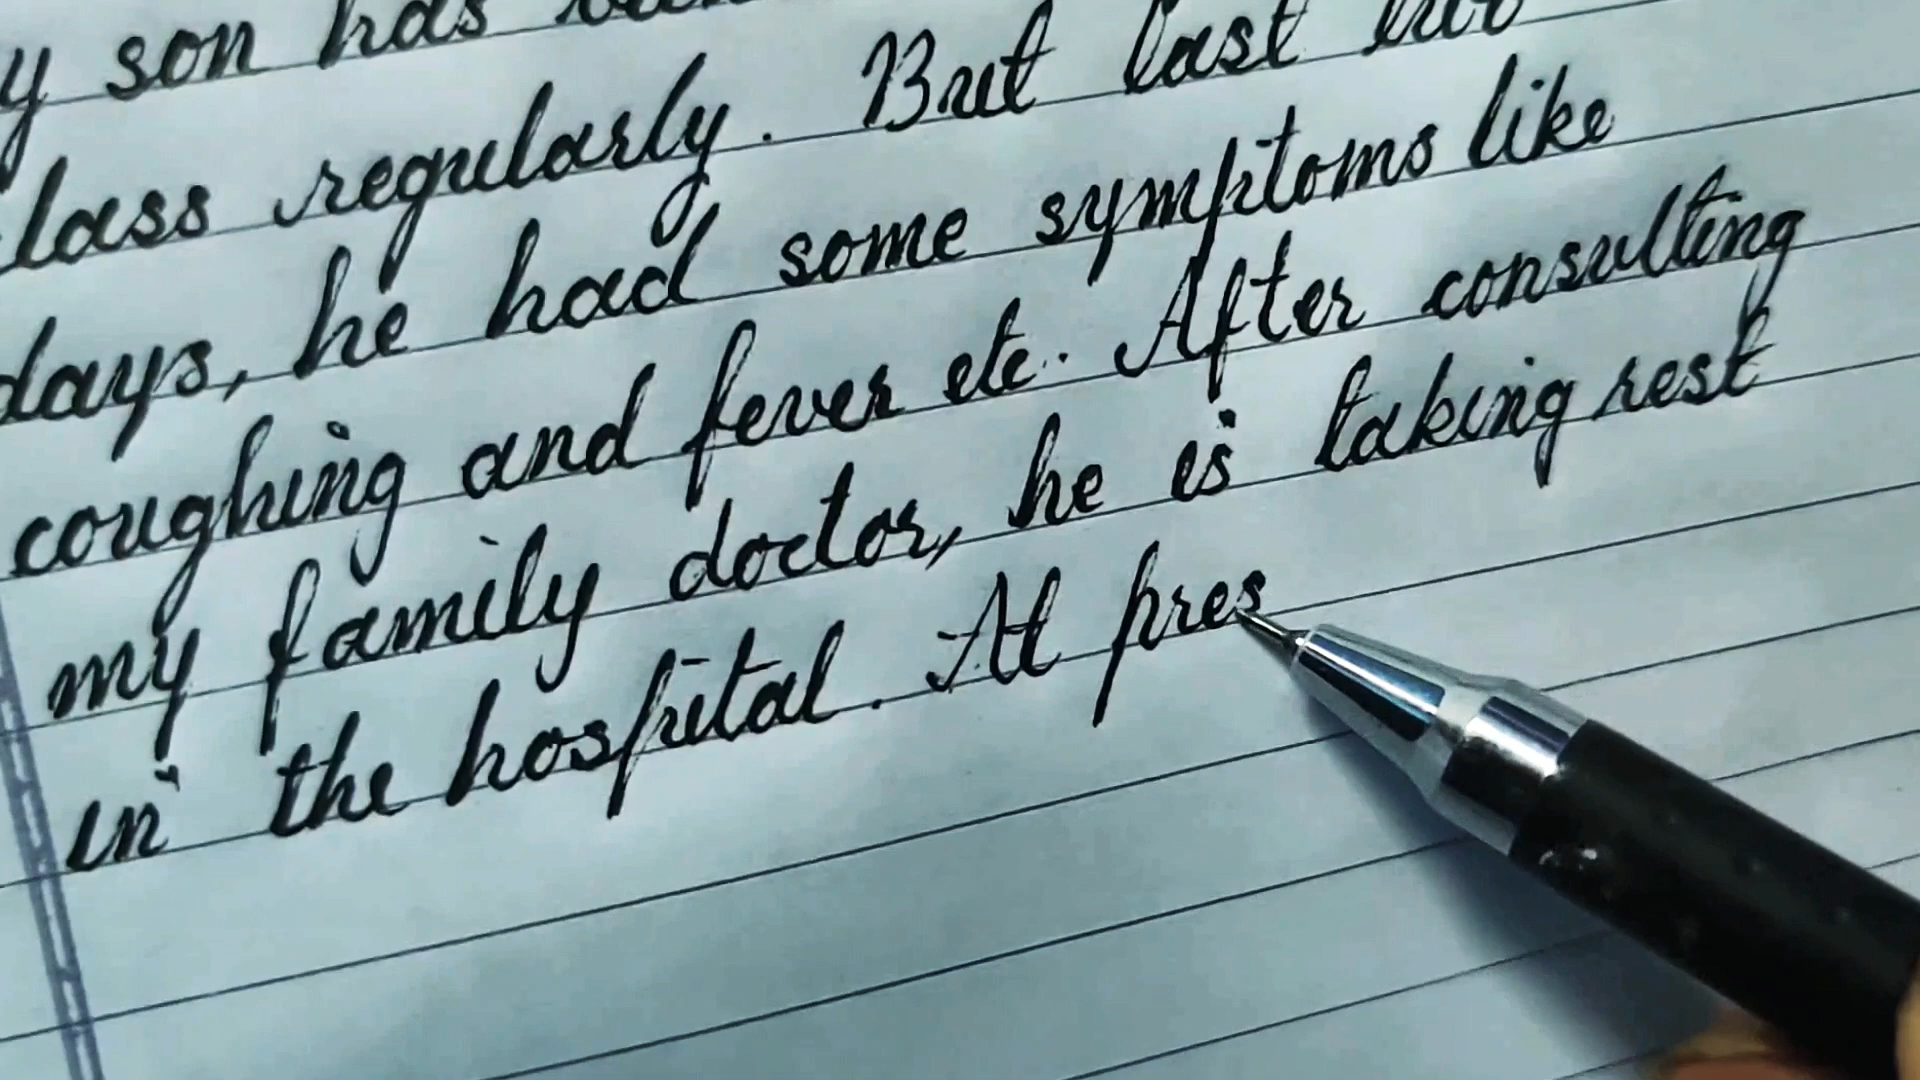 y son has
lass regularly. But last two
days, he had some symptoms like
coughing and fever etc. After consulting
my family doctor, he is taking rest
in the hospital. At pres